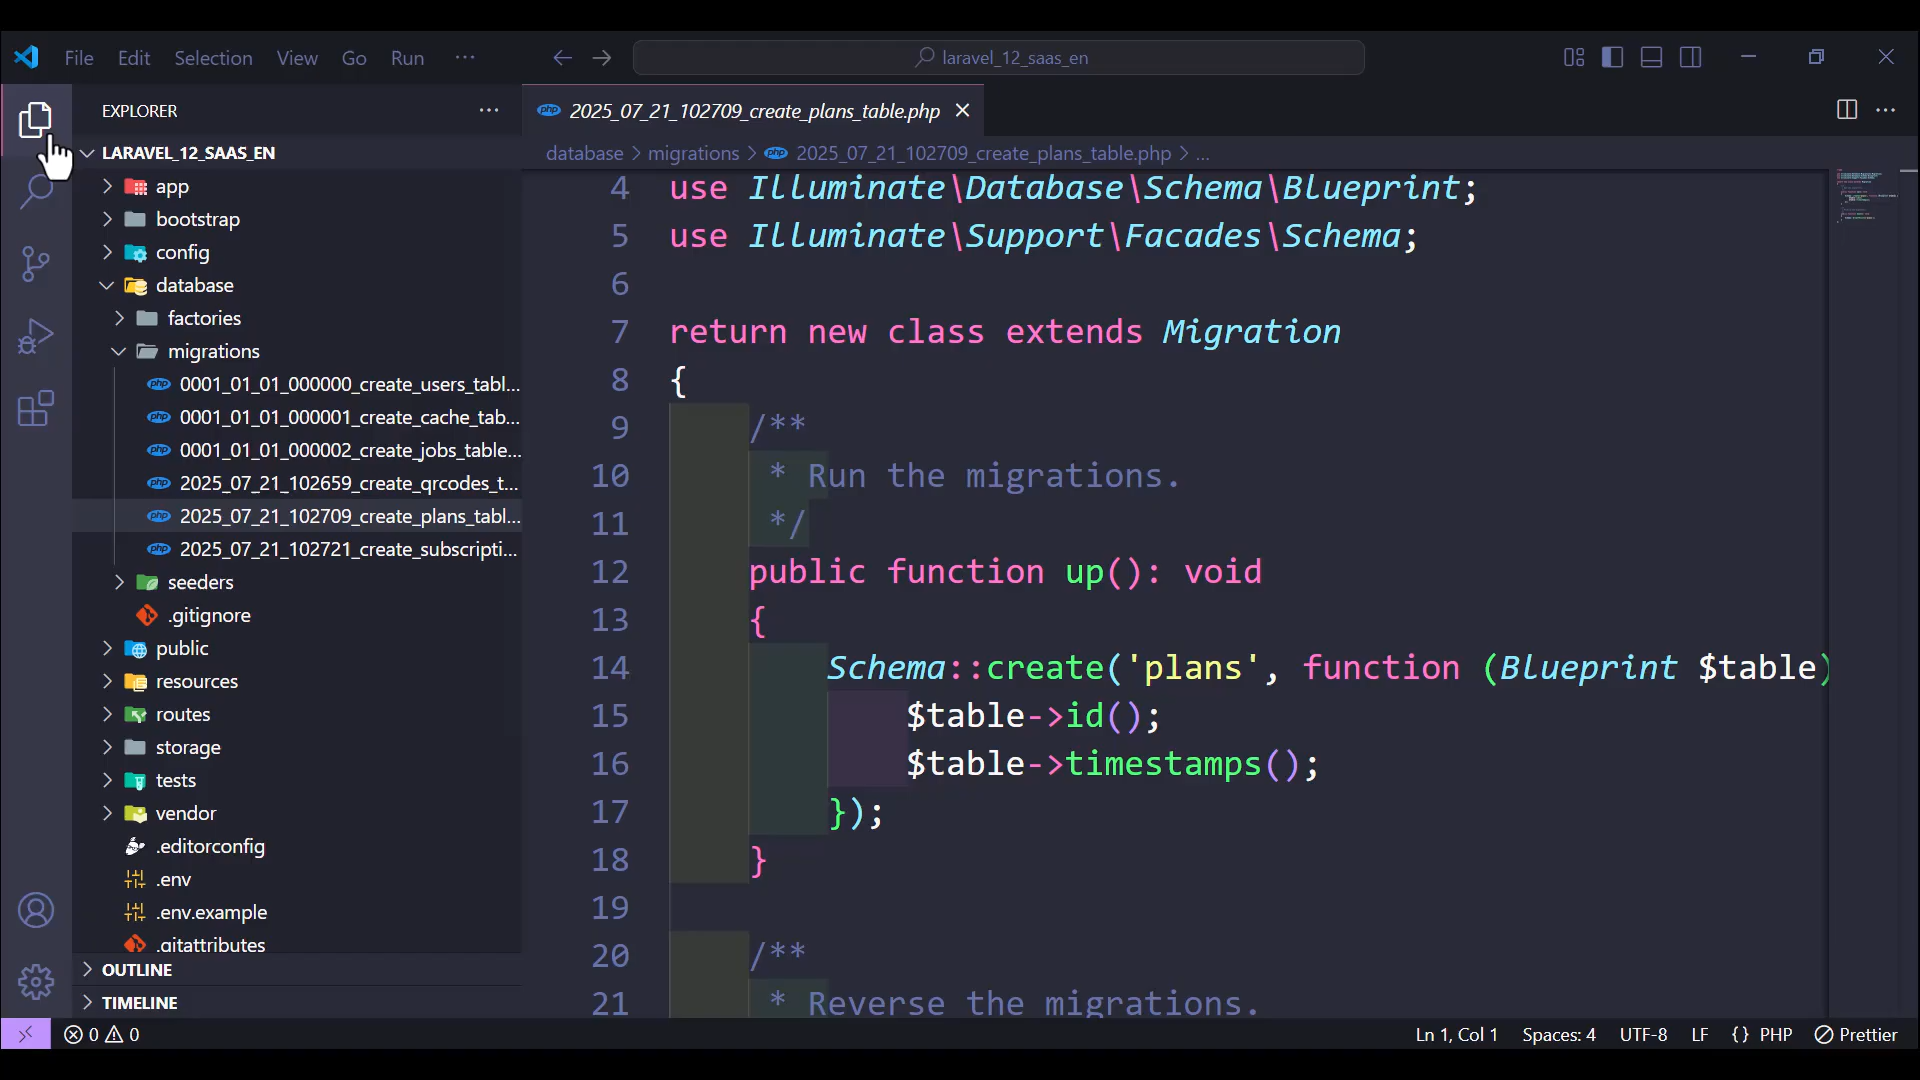 File Edit Selection View Go Run ···
laravel_12_saas_en
EXPLORER
LARAVEL_12_SAAS_EN
app
bootstrap
config
database
factories
migrations
0001_01_01_000000_create_users_tabl...
0001_01_01_000001_create_cache_tab...
0001_01_01_000002_create_jobs_table...
2025_07_21_102659_create_qrcodes_t...
2025_07_21_102709_create_plans_tabl...
2025_07_21_102721_create_subscripti...
seeders
.gitignore
public
resources
routes
storage
tests
vendor
.editorconfig
.env
.env.example
.gitattributes
OUTLINE
TIMELINE
php 2025_07_21_102709_create_plans_table.php
database > migrations > php 2025_07_21_102709_create_plans_table.php > ...
4 use Illuminate\Database\Schema\Blueprint;
5 use Illuminate\Support\Facades\Schema;
6
7 return new class extends Migration
8 {
9 /**
10 * Run the migrations.
11 */
12 public function up(): void
13 {
14 Schema::create('plans', function (Blueprint $table)
15 $table->id();
16 $table->timestamps();
17 });
18 }
19
20 /**
21 * Reverse the migrations.
0 0
Ln 1, Col 1 Spaces: 4 UTF-8 LF {} PHP Prettier